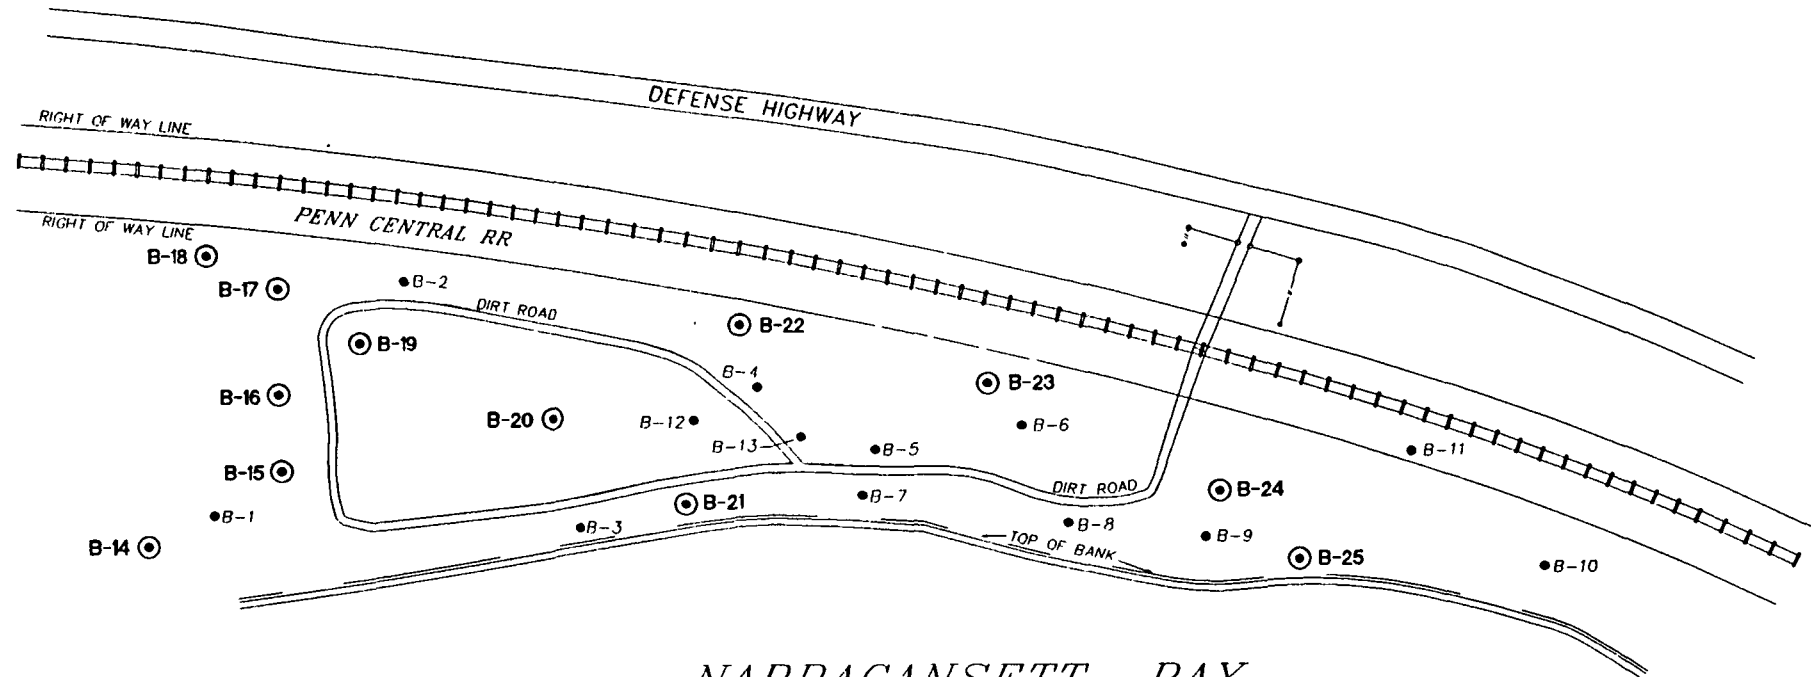 DEFENSE HIGHWAY
RIGHT OF WAY LINE
PENN CENTRAL RR
RIGHT OF WAY LINE
B-18
B-17
B-2
DIRT ROAD
B-22
B-19
B-4
B-23
B-16
B-20
B-12
B-13
B-5
B-6
B-11
B-15
DIRT ROAD
B-24
B-21
B-7
B-1
B-3
B-8
B-9
B-14
TOP OF BANK
B-25
B-10
NARRAGANSETT BAY